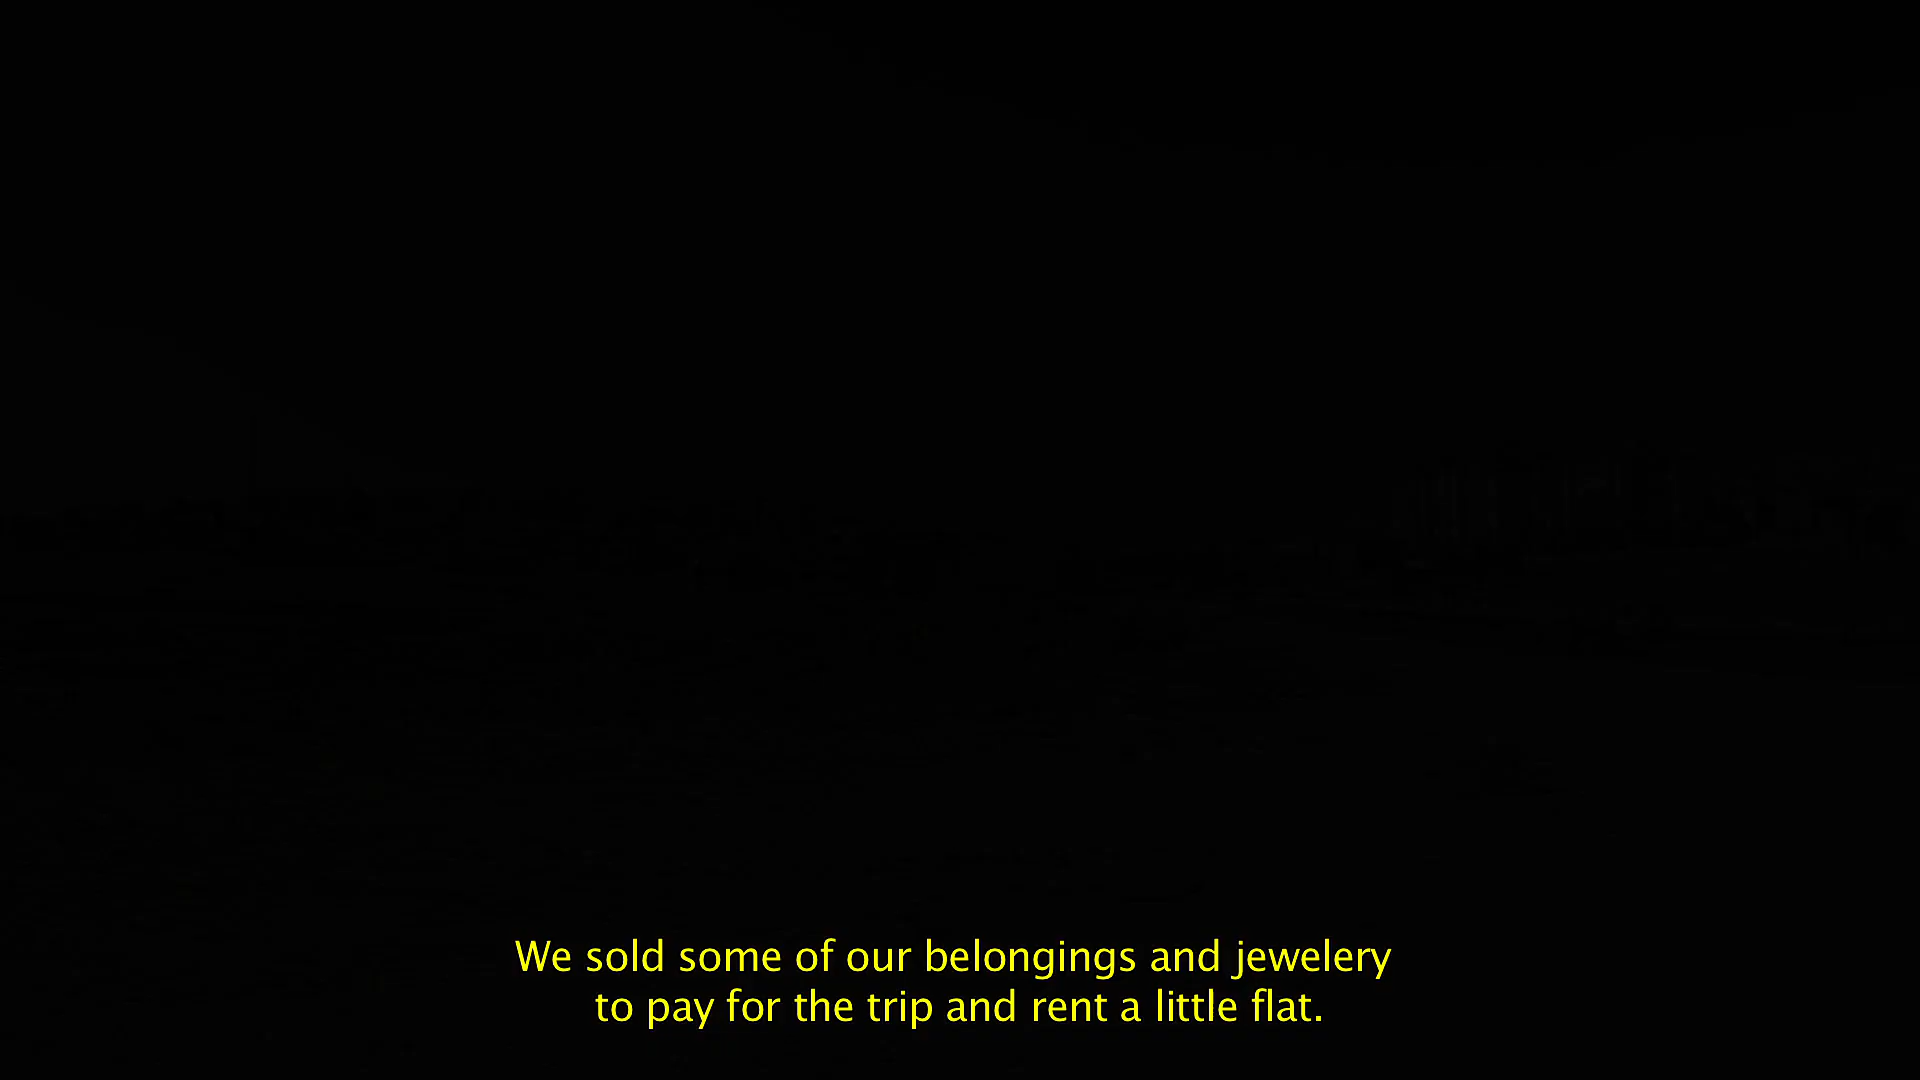 We sold some of our belongings and jewelery
to pay for the trip and rent a little flat.